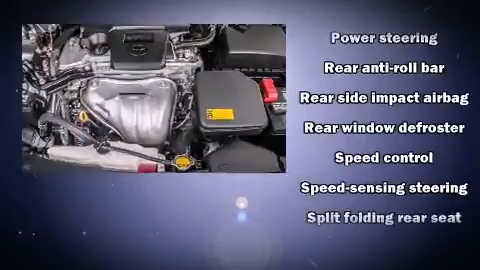 Power steering
Rear anti-roll bar
Rear side impact airbag
Rear window defroster
Speed control
Speed-sensing steering
Split folding rear seat